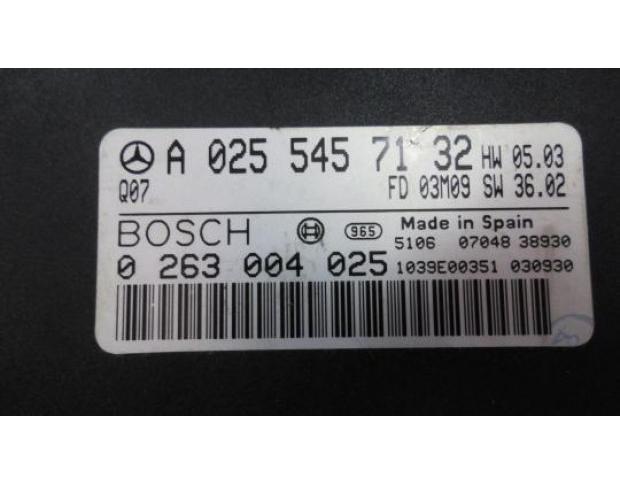 A 025 545 71 32 HW 05.03
Q07 FD 03M09 SW 36.02
BOSCH 965 Made in Spain
5106 07048 38930
0 263 004 025 1039E00351 030930